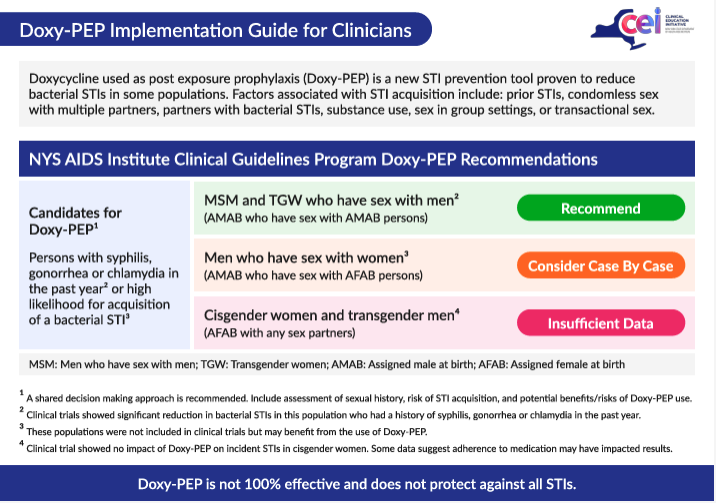 Doxy-PEP Implementation Guide for Clinicians
cei
CLINICAL
EDUCATION
INITIATIVE
Doxycycline used as post exposure prophylaxis (Doxy-PEP) is a new STI prevention tool proven to reduce
bacterial STIs in some populations. Factors associated with STI acquisition include: prior STIs, condomless sex
with multiple partners, partners with bacterial STIs, substance use, sex in group settings, or transactional sex.
NYS AIDS Institute Clinical Guidelines Program Doxy-PEP Recommendations
Candidates for
Doxy-PEP¹
Persons with syphilis,
gonorrhea or chlamydia in
the past year² or high
likelihood for acquisition
of a bacterial STI³
MSM and TGW who have sex with men²
(AMAB who have sex with AMAB persons)
Recommend
Men who have sex with women³
(AMAB who have sex with AFAB persons)
Consider Case By Case
Cisgender women and transgender men⁴
(AFAB with any sex partners)
Insufficient Data
MSM: Men who have sex with men; TGW: Transgender women; AMAB: Assigned male at birth; AFAB: Assigned female at birth
¹ A shared decision making approach is recommended. Include assessment of sexual history, risk of STI acquisition, and potential benefits/risks of Doxy-PEP use.
² Clinical trials showed significant reduction in bacterial STIs in this population who had a history of syphilis, gonorrhea or chlamydia in the past year.
³ These populations were not included in clinical trials but may benefit from the use of Doxy-PEP.
⁴ Clinical trial showed no impact of Doxy-PEP on incident STIs in cisgender women. Some data suggest adherence to medication may have impacted results.
Doxy-PEP is not 100% effective and does not protect against all STIs.